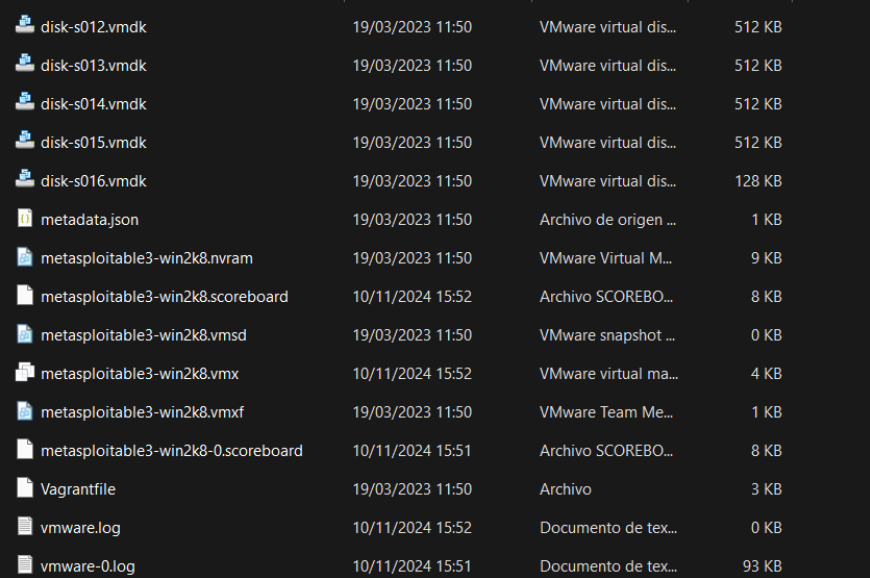 disk-s012.vmdk 19/03/2023 11:50 VMware virtual dis... 512 KB
disk-s013.vmdk 19/03/2023 11:50 VMware virtual dis... 512 KB
disk-s014.vmdk 19/03/2023 11:50 VMware virtual dis... 512 KB
disk-s015.vmdk 19/03/2023 11:50 VMware virtual dis... 512 KB
disk-s016.vmdk 19/03/2023 11:50 VMware virtual dis... 128 KB
metadata.json 19/03/2023 11:50 Archivo de origen ... 1 KB
metasploitable3-win2k8.nvram 19/03/2023 11:50 VMware Virtual M... 9 KB
metasploitable3-win2k8.scoreboard 10/11/2024 15:52 Archivo SCOREBO... 8 KB
metasploitable3-win2k8.vmsd 19/03/2023 11:50 VMware snapshot ... 0 KB
metasploitable3-win2k8.vmx 10/11/2024 15:52 VMware virtual ma... 4 KB
metasploitable3-win2k8.vmxf 19/03/2023 11:50 VMware Team Me... 1 KB
metasploitable3-win2k8-0.scoreboard 10/11/2024 15:51 Archivo SCOREBO... 8 KB
Vagrantfile 19/03/2023 11:50 Archivo 3 KB
vmware.log 10/11/2024 15:52 Documento de tex... 0 KB
vmware-0.log 10/11/2024 15:51 Documento de tex... 93 KB